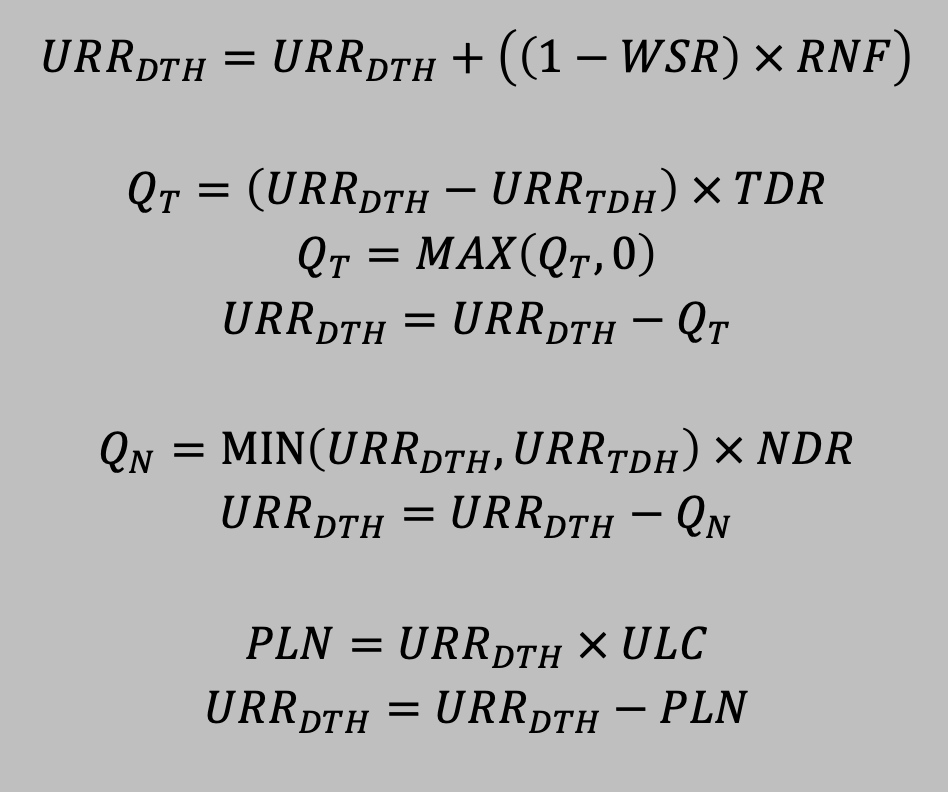 URR_DTH = URR_DTH + ((1 − WSR) × RNF)
Q_T = (URR_DTH − URR_TDH) × TDR
Q_T = MAX(Q_T, 0)
URR_DTH = URR_DTH − Q_T
Q_N = MIN(URR_DTH, URR_TDH) × NDR
URR_DTH = URR_DTH − Q_N
PLN = URR_DTH × ULC
URR_DTH = URR_DTH − PLN